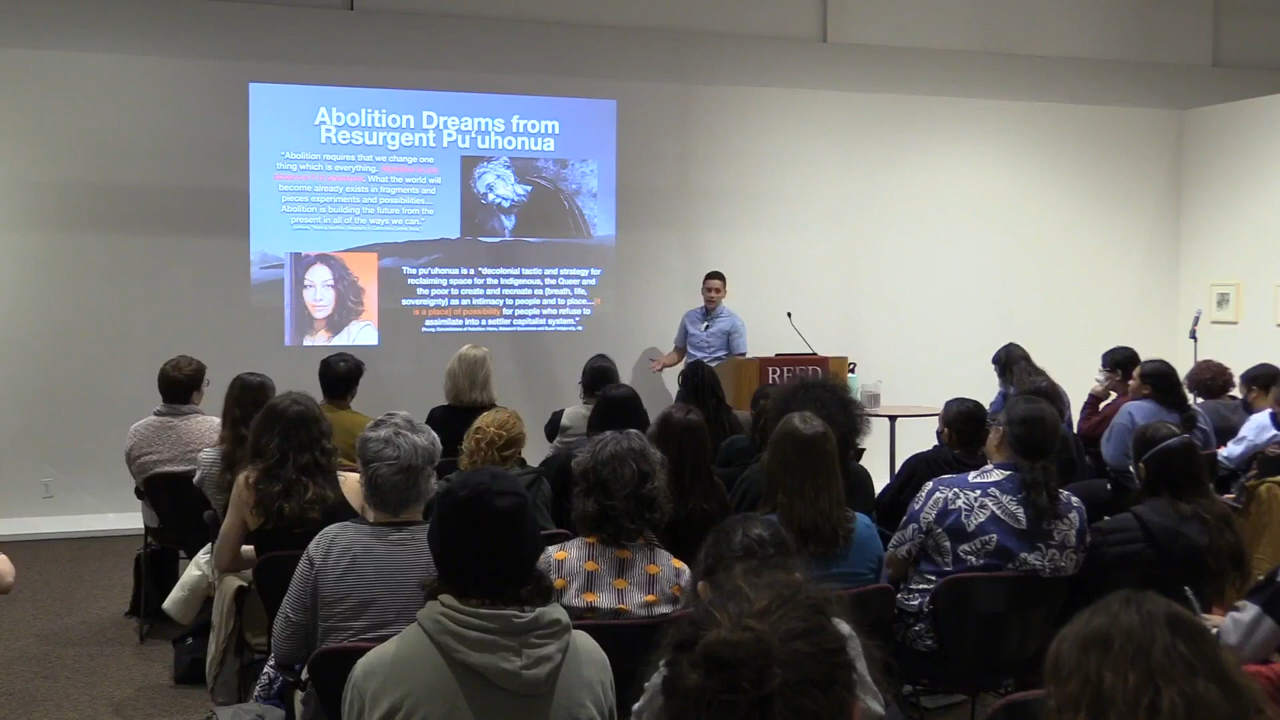 Abolition Dreams from
Resurgent Pu‘uhonua
“Abolition requires that we change one
thing which is everything.
What the world will
become already exists in fragments and
pieces experiments and possibilities...
Abolition is building the future from the
present in all of the ways we can.”
The pu‘uhonua is a “decolonial tactic and strategy for
reclaiming space for the Indigenous, the Queer and
the poor to create and recreate ea (breath, life,
sovereignty) as an intimacy to people and to place...[it
is a place] of possibility for people who refuse to
assimilate into a settler capitalist system.”
REED